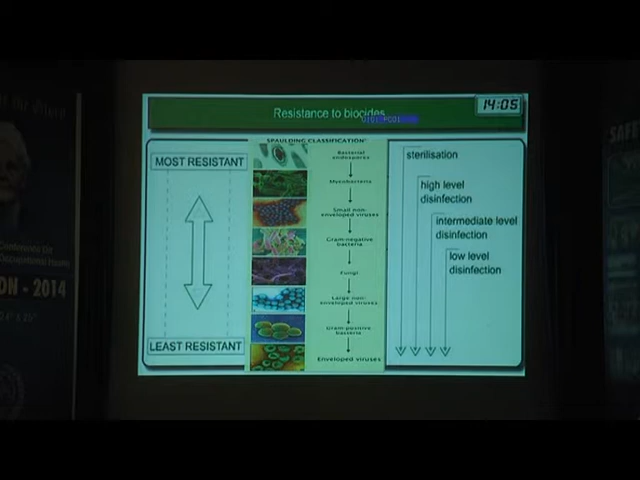 Resistance to biocides
14:05
SPAULDING CLASSIFICATION
MOST RESISTANT
LEAST RESISTANT
Bacterial
endospores
Mycobacteria
Small non-
enveloped viruses
Gram-negative
bacteria
Fungi
Large non-
enveloped viruses
Gram-positive
bacteria
Enveloped viruses
sterilisation
high level
disinfection
intermediate level
disinfection
low level
disinfection
ON - 2014